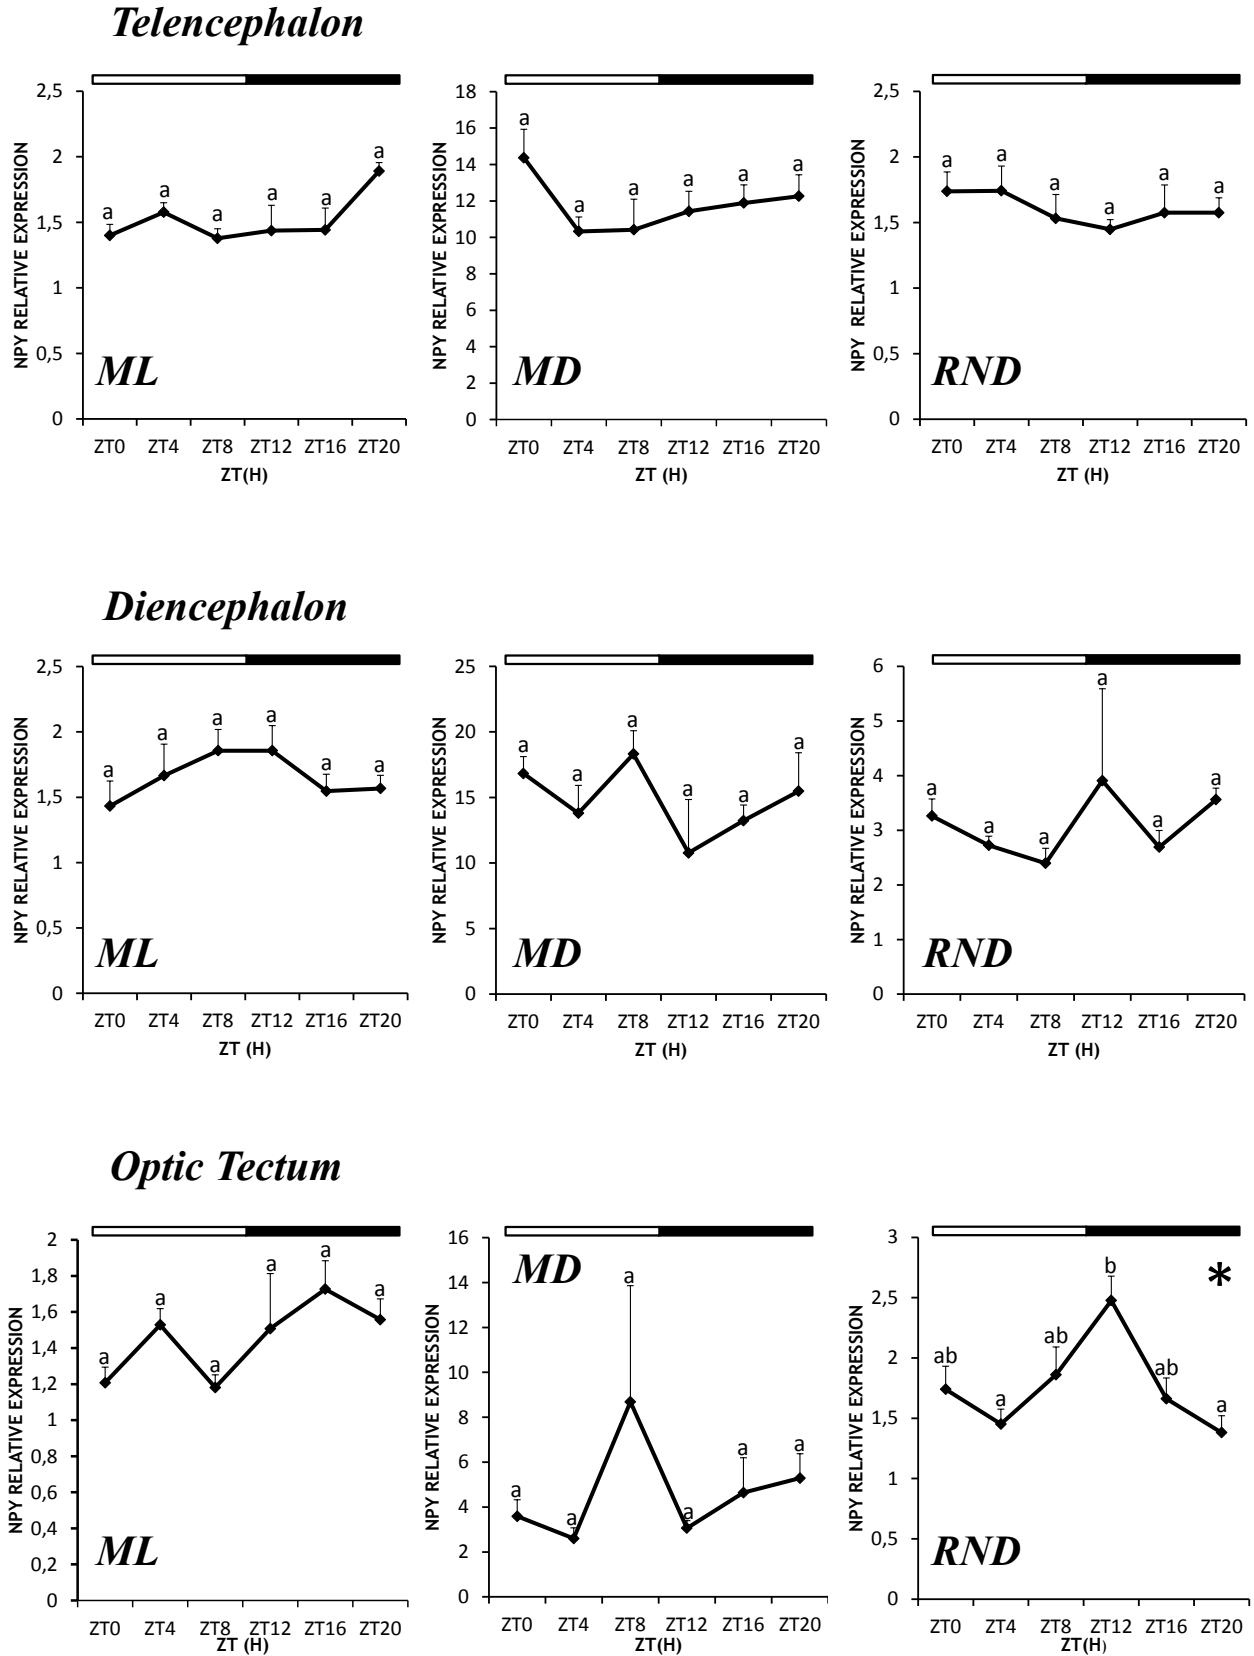 Telencephalon
NPY RELATIVE EXPRESSION
2,5
2
1,5
1
0,5
0
a a a a a a
ML
ZT0 ZT4 ZT8 ZT12 ZT16 ZT20
ZT(H)
NPY RELATIVE EXPRESSION
18
16
14
12
10
8
6
4
2
0
a a a a a a
MD
ZT0 ZT4 ZT8 ZT12 ZT16 ZT20
ZT (H)
NPY RELATIVE EXPRESSION
2,5
2
1,5
1
0,5
0
a a a a a a
RND
ZT0 ZT4 ZT8 ZT12 ZT16 ZT20
ZT (H)
Diencephalon
NPY RELATIVE EXPRESSION
2,5
2
1,5
1
0,5
0
a a a a a a
ML
ZT0 ZT4 ZT8 ZT12 ZT16 ZT20
ZT (H)
NPY RELATIVE EXPRESSION
25
20
15
10
5
0
a a a a a a
MD
ZT0 ZT4 ZT8 ZT12 ZT16 ZT20
ZT (H)
NPY RELATIVE EXPRESSION
6
5
4
3
2
1
0
a a a a a a
RND
ZT0 ZT4 ZT8 ZT12 ZT16 ZT20
ZT (H)
Optic Tectum
NPY RELATIVE EXPRESSION
2
1,8
1,6
1,4
1,2
1
0,8
0,6
0,4
0,2
0
a a a a a a
ML
ZT0 ZT4 ZT8 ZT12 ZT16 ZT20
ZT (H)
NPY RELATIVE EXPRESSION
16
14
12
10
8
6
4
2
0
MD
a a a a a a
ZT0 ZT4 ZT8 ZT12 ZT16 ZT20
ZT(H)
NPY RELATIVE EXPRESSION
3
2,5
2
1,5
1
0,5
0
ab a ab b ab a
*
RND
ZT0 ZT4 ZT8 ZT12 ZT16 ZT20
ZT(H)